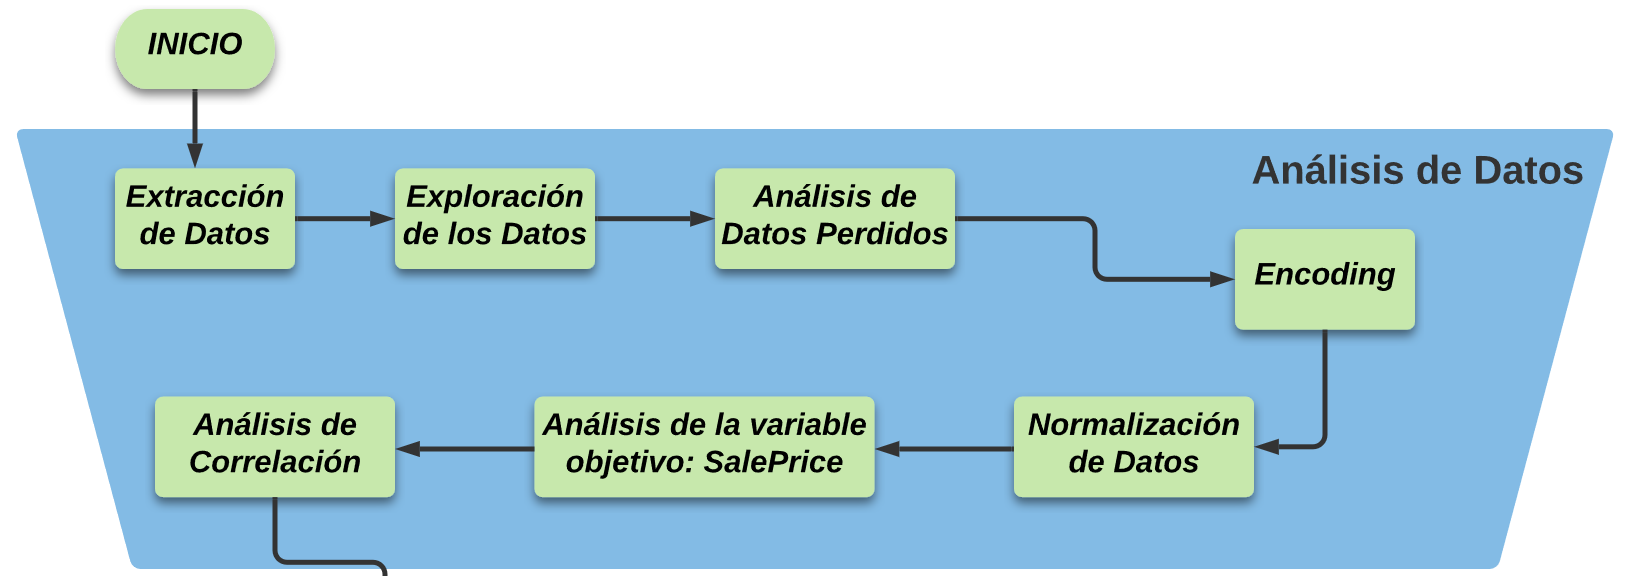 INICIO
Análisis de Datos
Extracción
de Datos
Exploración
de los Datos
Análisis de
Datos Perdidos
Encoding
Normalización
de Datos
Análisis de la variable
objetivo: SalePrice
Análisis de
Correlación